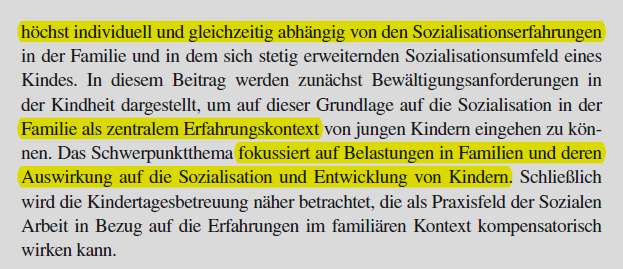 höchst individuell und gleichzeitig abhängig von den Sozialisationserfahrungen
in der Familie und in dem sich stetig erweiternden Sozialisationsumfeld eines
Kindes. In diesem Beitrag werden zunächst Bewältigungsanforderungen in
der Kindheit dargestellt, um auf dieser Grundlage auf die Sozialisation in der
Familie als zentralem Erfahrungskontext von jungen Kindern eingehen zu kön-
nen. Das Schwerpunktthema fokussiert auf Belastungen in Familien und deren
Auswirkung auf die Sozialisation und Entwicklung von Kindern. Schließlich
wird die Kindertagesbetreuung näher betrachtet, die als Praxisfeld der Sozialen
Arbeit in Bezug auf die Erfahrungen im familiären Kontext kompensatorisch
wirken kann.